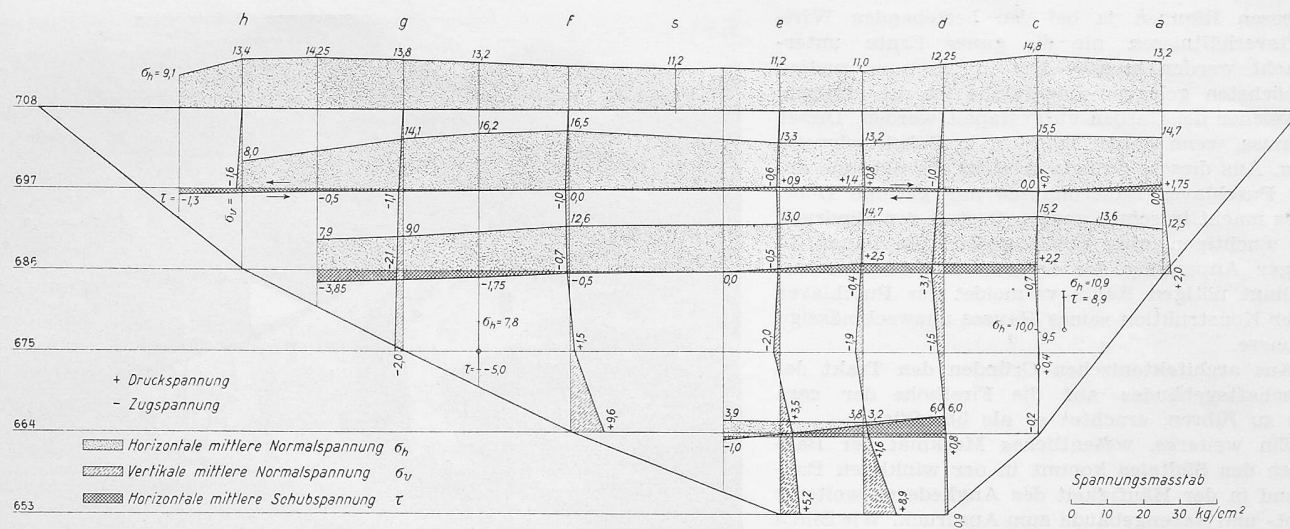 h g f s e d c a
σh = 9,1 13,4 14,25 13,8 13,2 11,2 11,2 11,0 12,25 14,8 13,2
708
8,0 14,1 16,2 16,5 13,3 13,2 15,5 14,7
-1,6 -1,1 -1,0 -0,6 +0,8 -1,0 +0,7 0,0
697
τ = -1,3 σv = -0,5 0,0 +0,9 +1,4 0,0 +1,75
7,9 9,0 12,6 13,0 14,7 15,2 13,6 12,5
-2,1 -0,7 -0,5 -0,4 -3,1 -0,7 +2,0
686
-3,85 -1,75 -0,5 0,0 +2,5 +2,2
σh = 7,8 σh = 10,9
τ = 8,9
σh = 10,0 9,5
675
-2,0 +1,5 -2,0 -1,9 -1,5 +0,4
τ = -5,0
+ Druckspannung
- Zugspannung
664
+9,6 3,9 -1,0 +3,5 3,8 3,2 6,0 6,0 -0,2
+1,6 +0,8
Horizontale mittlere Normalspannung σh
Vertikale mittlere Normalspannung σv
Horizontale mittlere Schubspannung τ
653
+5,2 +8,9 0,9
Spannungsmasstab
0 10 20 30 kg/cm2